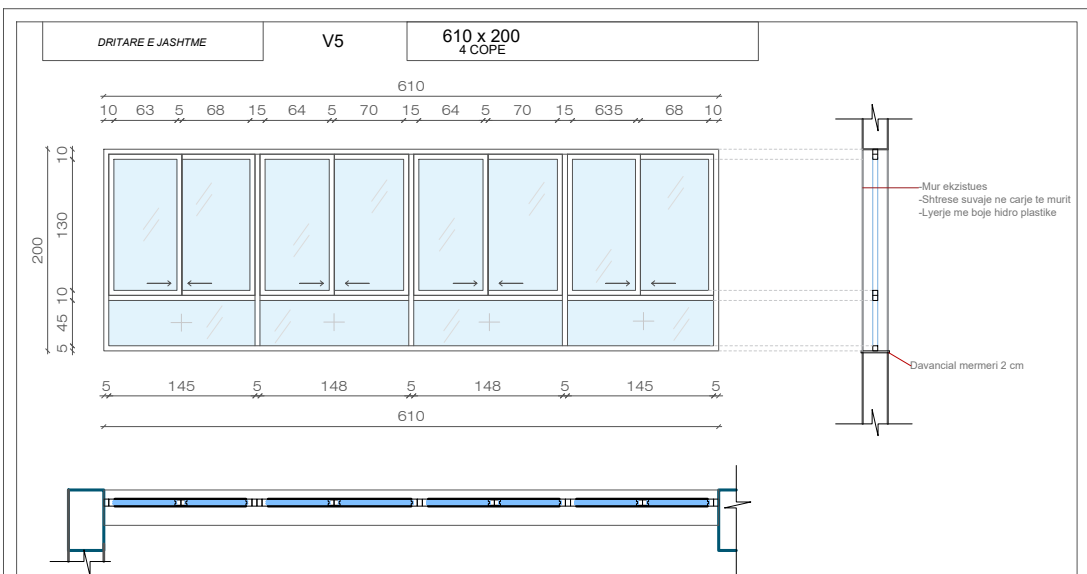 DRITARE E JASHTME
V5
610 x 200
4 COPE
610
10 63 5 68 15 64 5 70 15 64 5 70 15 635 68 10
200
10
130
10
45
5
-Mur ekzistues
-Shtrese suvaje ne carje te murit
-Lyerje me boje hidro plastike
Davancial mermeri 2 cm
5 145 5 148 5 148 5 145 5
610